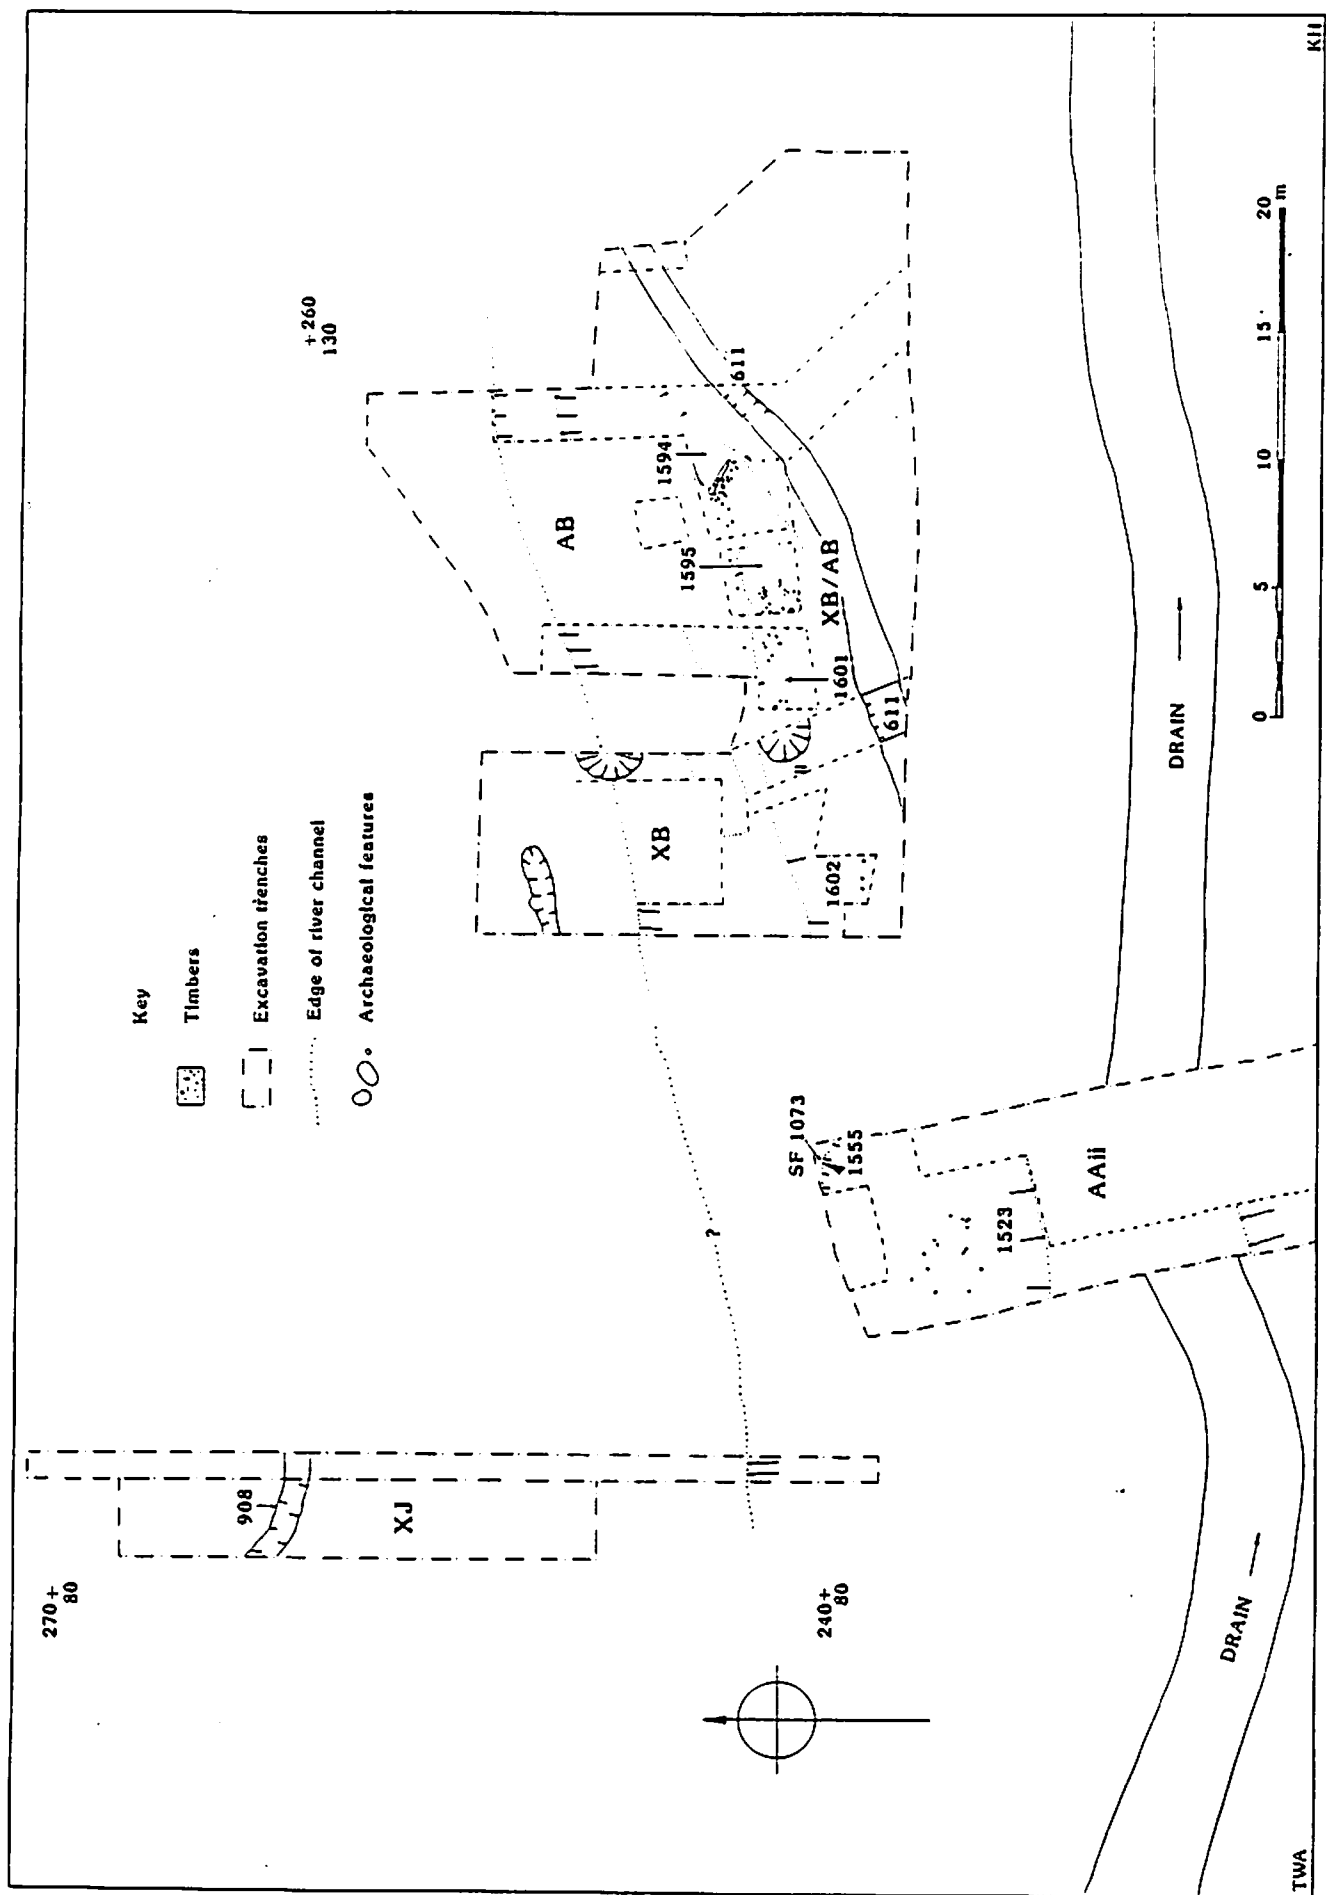 Key
Timbers
Excavation trenches
Edge of river channel
Archaeological features
270+
80
+260
130
240+
80
908
XJ
XB
AB
1594
611
1595
XB/AB
1601
611
1602
SF 1073
1555
1523
AAii
?
DRAIN
DRAIN
0 5 10 15 20
m
TWA
KII